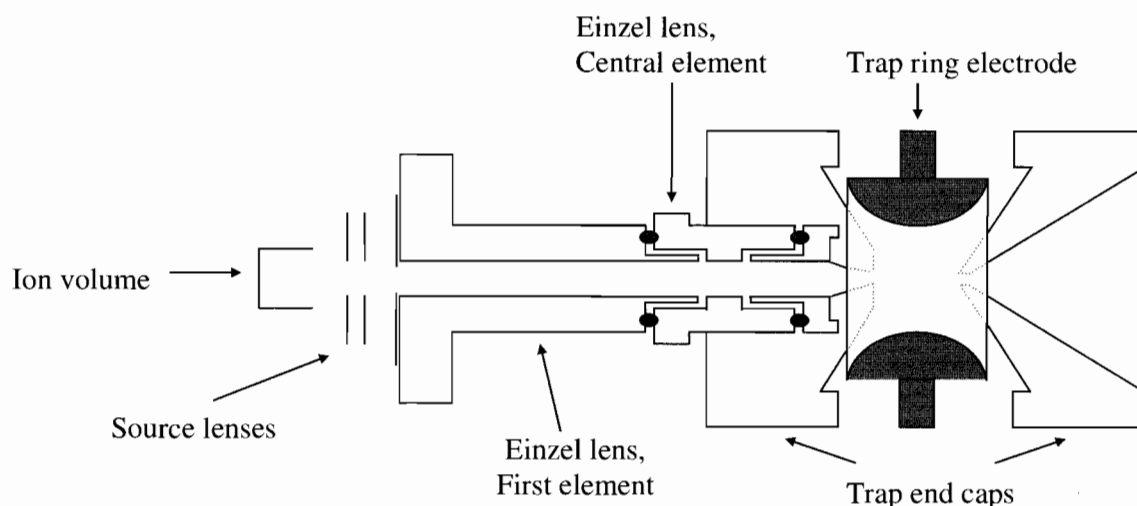 Einzel lens,
Central element
Trap ring electrode
Ion volume
Source lenses
Einzel lens,
First element
Trap end caps